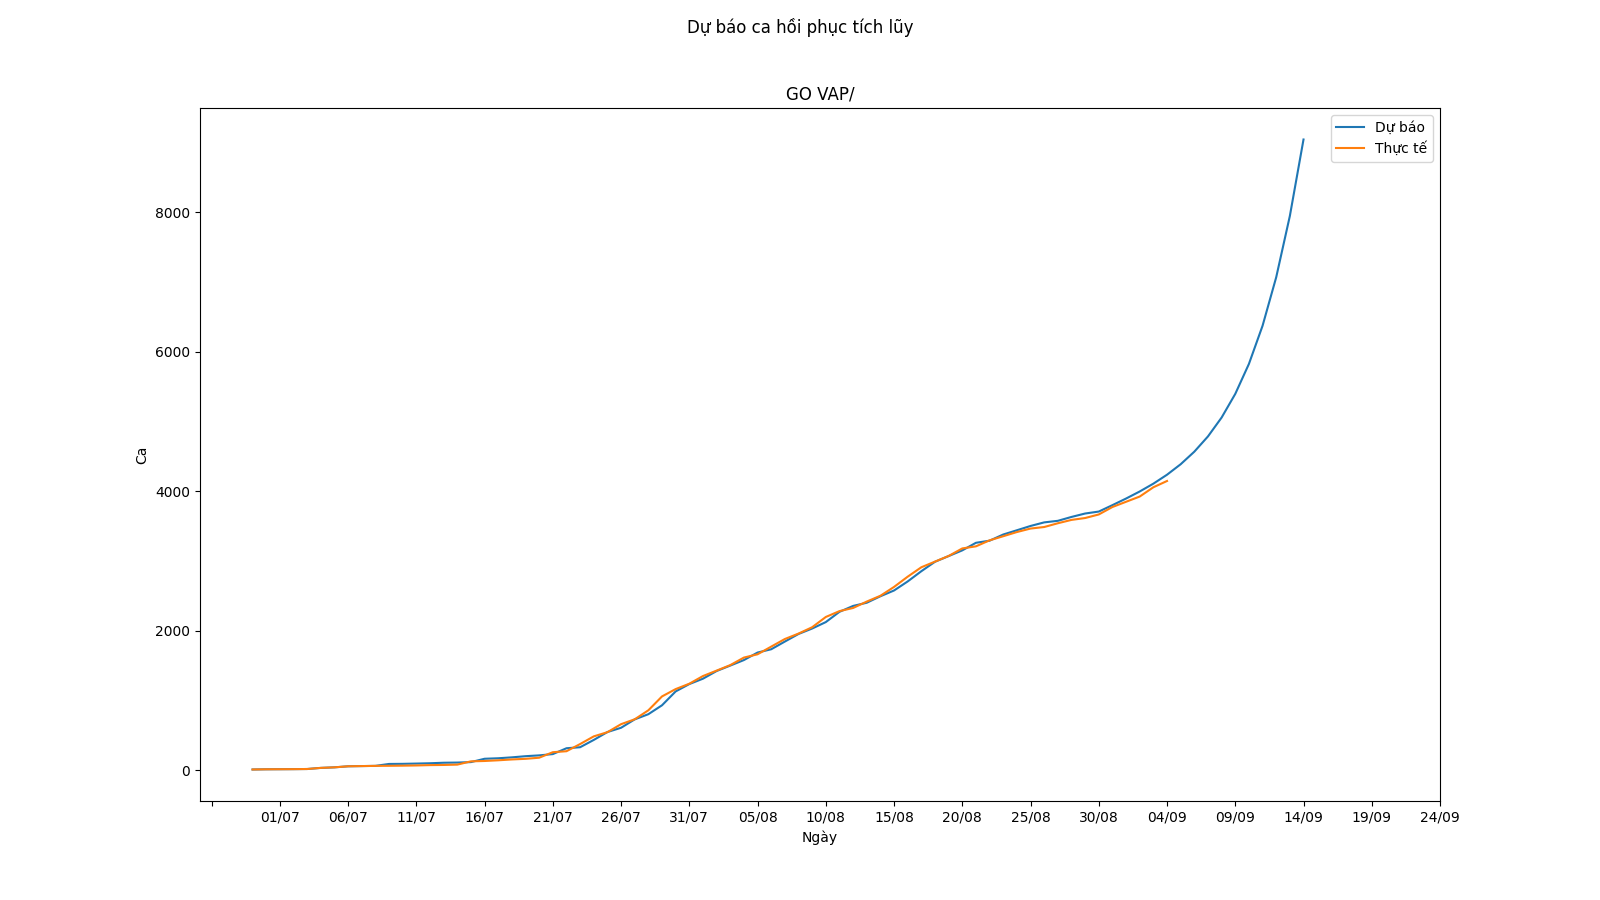 Dự báo ca hồi phục tích lũy
GO VAP/
Dự báo
Thực tế
8000
6000
4000
2000
0
Ca
01/07 06/07 11/07 16/07 21/07 26/07 31/07 05/08 10/08 15/08 20/08 25/08 30/08 04/09 09/09 14/09 19/09 24/09
Ngày